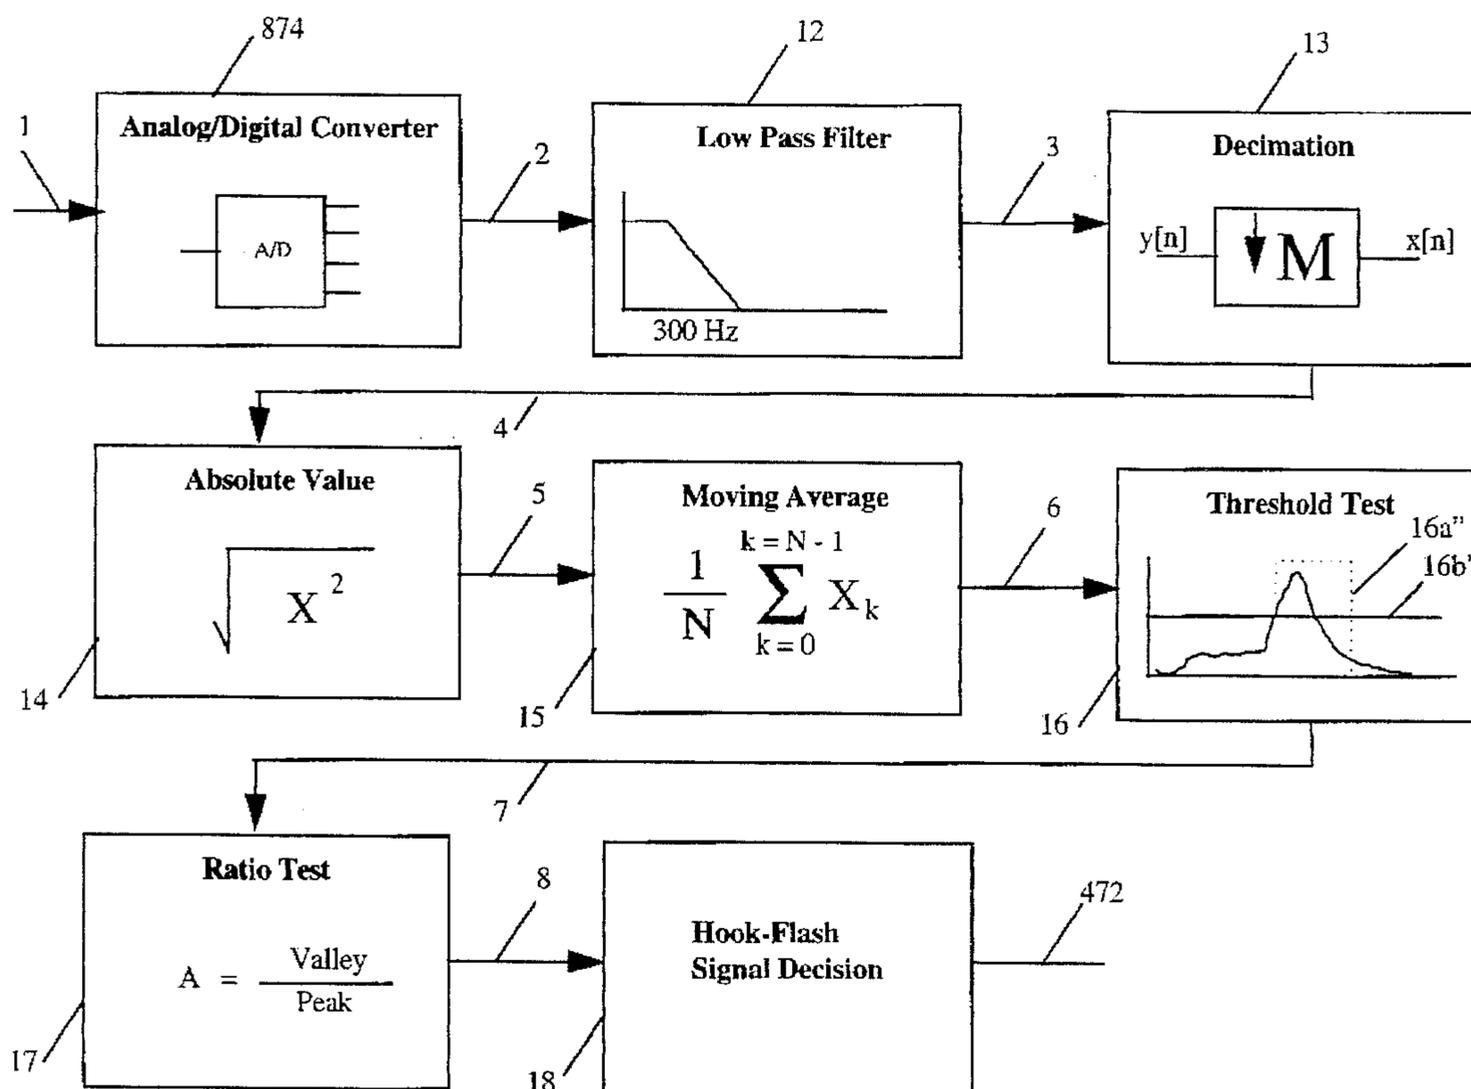 874
12
13
1
Analog/Digital Converter
2
Low Pass Filter
3
Decimation
A/D
300 Hz
y[n]
M
x[n]
4
Absolute Value
5
Moving Average
6
Threshold Test
16a”
16b’
X 2
1
N
k = N - 1
Σ
k = 0
X k
14
15
16
7
Ratio Test
8
Hook-Flash
Signal Decision
472
A = Valley
Peak
17
18